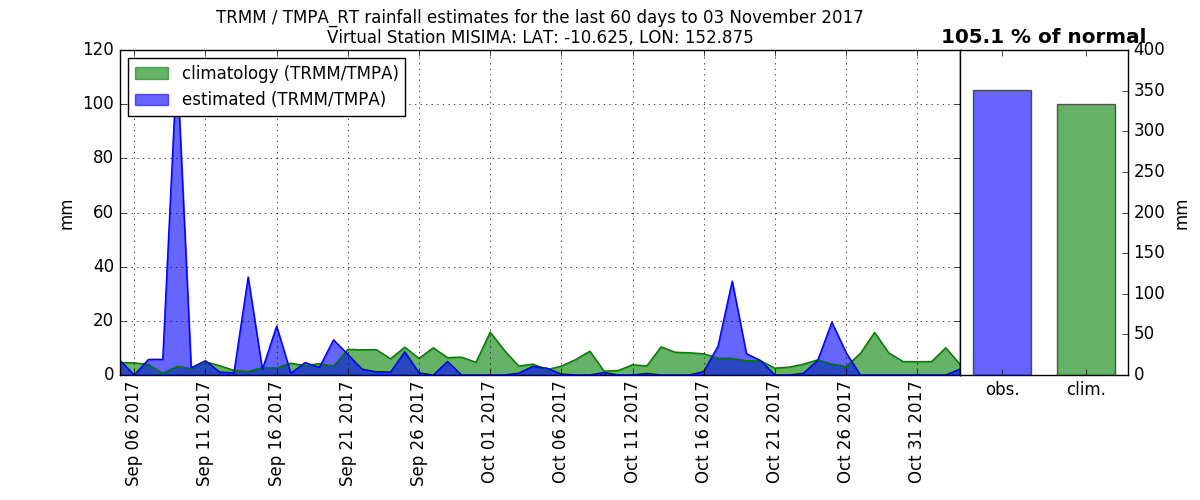 TRMM / TMPA_RT rainfall estimates for the last 60 days to 03 November 2017
Virtual Station MISIMA: LAT: -10.625, LON: 152.875
105.1 % of normal
climatology (TRMM/TMPA)
estimated (TRMM/TMPA)
120
100
80
60
40
20
0
mm
Sep 06 2017
Sep 11 2017
Sep 16 2017
Sep 21 2017
Sep 26 2017
Oct 01 2017
Oct 06 2017
Oct 11 2017
Oct 16 2017
Oct 21 2017
Oct 26 2017
Oct 31 2017
obs.
clim.
400
350
300
250
200
150
100
50
0
mm